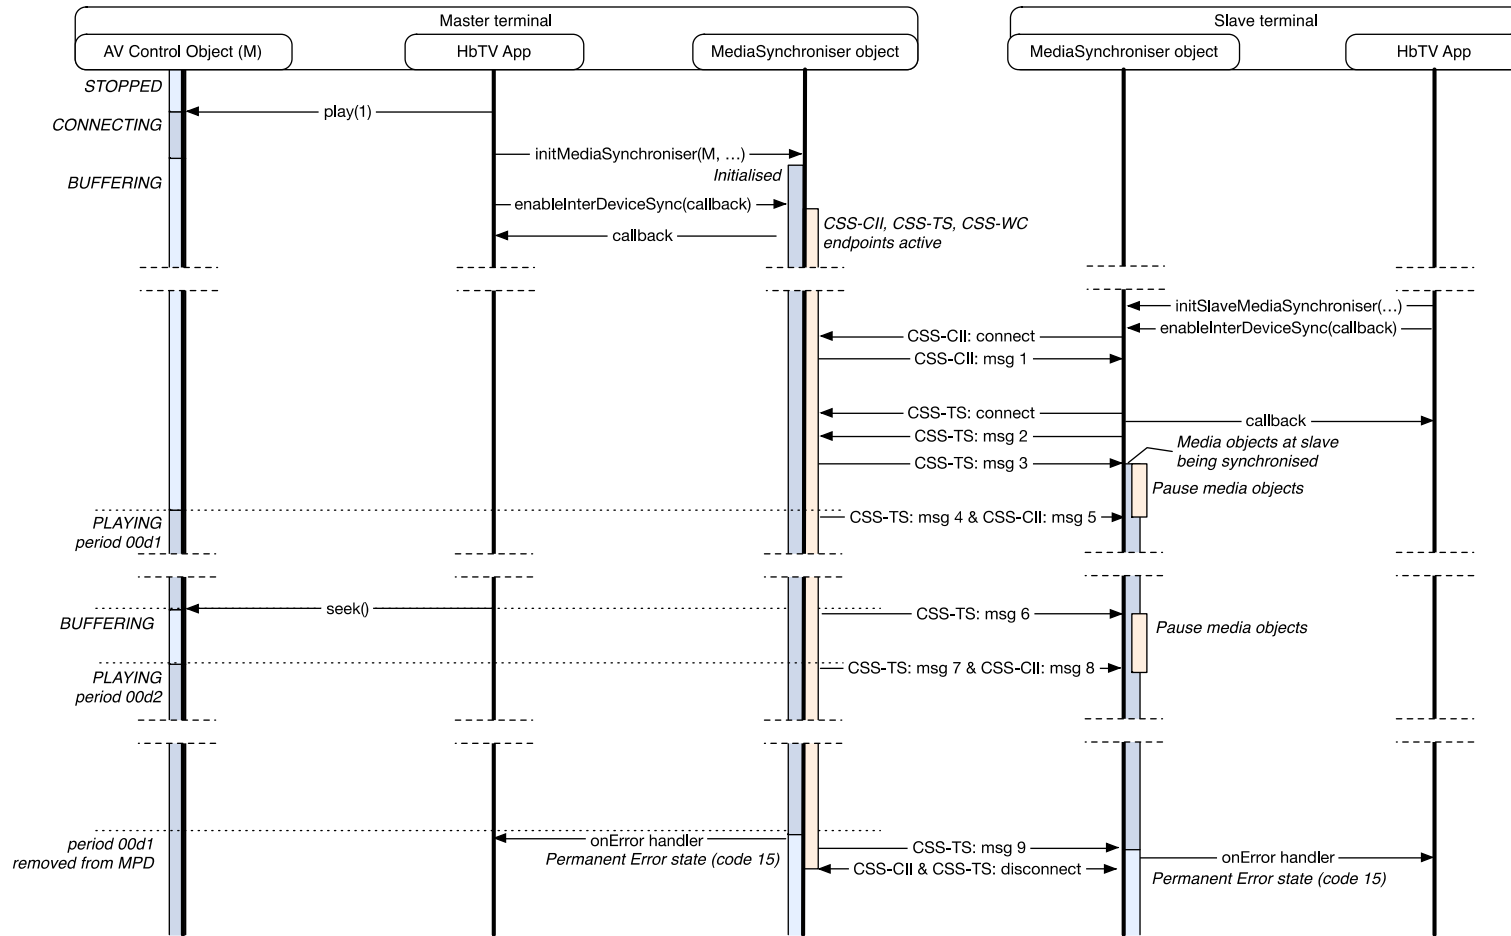 Master terminal
Slave terminal
AV Control Object (M)
HbTV App
MediaSynchroniser object
MediaSynchroniser object
HbTV App
STOPPED
play(1)
CONNECTING
initMediaSynchroniser(M, …)
Initialised
BUFFERING
enableInterDeviceSync(callback)
CSS-CII, CSS-TS, CSS-WC
endpoints active
callback
initSlaveMediaSynchroniser(…)
enableInterDeviceSync(callback)
CSS-CII: connect
CSS-CII: msg 1
CSS-TS: connect
callback
CSS-TS: msg 2
Media objects at slave
being synchronised
CSS-TS: msg 3
Pause media objects
CSS-TS: msg 4 & CSS-CII: msg 5
PLAYING
period 00d1
seek()
CSS-TS: msg 6
BUFFERING
Pause media objects
CSS-TS: msg 7 & CSS-CII: msg 8
PLAYING
period 00d2
period 00d1
removed from MPD
onError handler
Permanent Error state (code 15)
CSS-TS: msg 9
CSS-CII & CSS-TS: disconnect
onError handler
Permanent Error state (code 15)